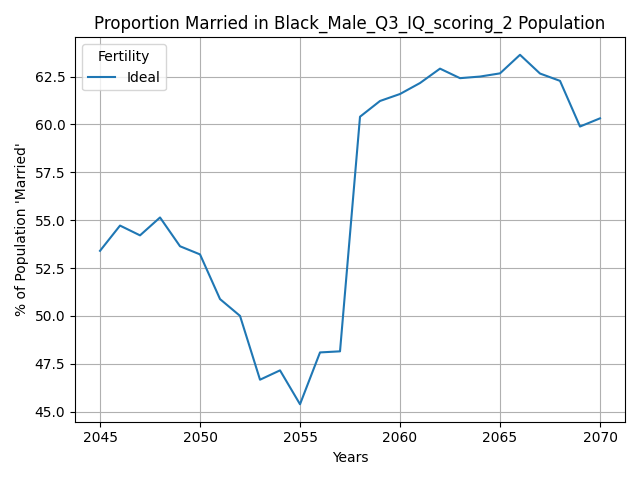 Proportion Married in Black_Male_Q3_IQ_scoring_2 Population
Fertility
Ideal
% of Population 'Married'
62.5
60.0
57.5
55.0
52.5
50.0
47.5
45.0
2045 2050 2055 2060 2065 2070
Years